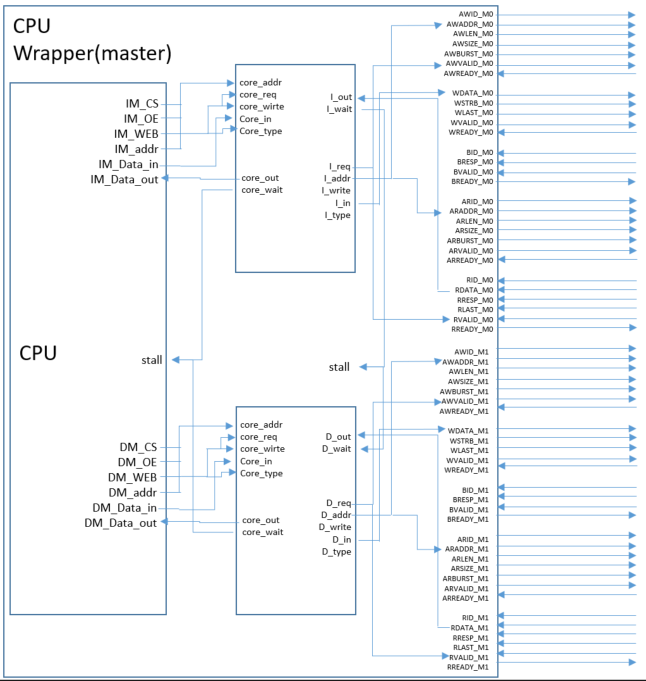 CPU
Wrapper(master)
IM_CS
IM_OE
IM_WEB
IM_addr
IM_Data_in
IM_Data_out
CPU
stall
DM_CS
DM_OE
DM_WEB
DM_addr
DM_Data_in
DM_Data_out
core_addr
core_req
core_wirte
Core_in
Core_type
core_out
core_wait
I_out
I_wait
I_req
I_addr
I_write
I_in
I_type
stall
core_addr
core_req
core_wirte
Core_in
Core_type
core_out
core_wait
D_out
D_wait
D_req
D_addr
D_write
D_in
D_type
AWID_M0
AWADDR_M0
AWLEN_M0
AWSIZE_M0
AWBURST_M0
AWVALID_M0
AWREADY_M0
WDATA_M0
WSTRB_M0
WLAST_M0
WVALID_M0
WREADY_M0
BID_M0
BRESP_M0
BVALID_M0
BREADY_M0
ARID_M0
ARADDR_M0
ARLEN_M0
ARSIZE_M0
ARBURST_M0
ARVALID_M0
ARREADY_M0
RID_M0
RDATA_M0
RRESP_M0
RLAST_M0
RVALID_M0
RREADY_M0
AWID_M1
AWADDR_M1
AWLEN_M1
AWSIZE_M1
AWBURST_M1
AWVALID_M1
AWREADY_M1
WDATA_M1
WSTRB_M1
WLAST_M1
WVALID_M1
WREADY_M1
BID_M1
BRESP_M1
BVALID_M1
BREADY_M1
ARID_M1
ARADDR_M1
ARLEN_M1
ARSIZE_M1
ARBURST_M1
ARVALID_M1
ARREADY_M1
RID_M1
RDATA_M1
RRESP_M1
RLAST_M1
RVALID_M1
RREADY_M1